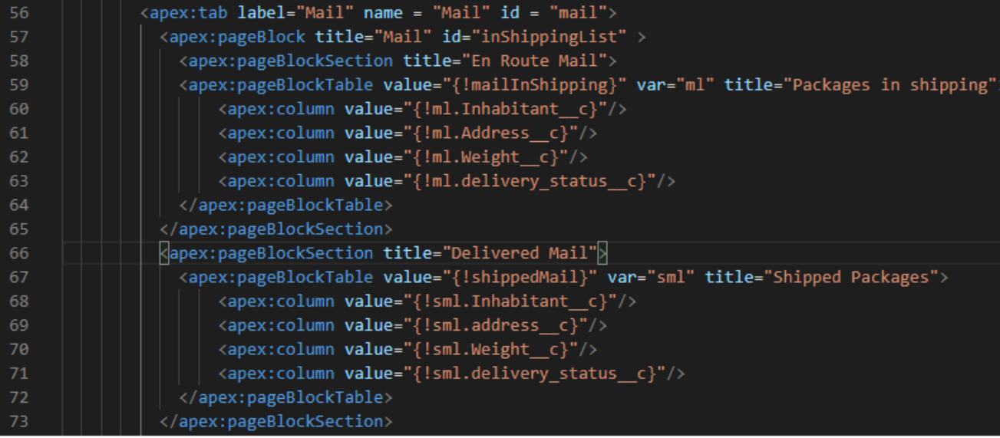 56 <apex:tab label="Mail" name = "Mail" id = "mail">
57 <apex:pageBlock title="Mail" id="inShippingList" >
58 <apex:pageBlockSection title="En Route Mail">
59 <apex:pageBlockTable value="{!mailInShipping}" var="ml" title="Packages in shipping">
60 <apex:column value="{!ml.Inhabitant__c}"/>
61 <apex:column value="{!ml.Address__c}"/>
62 <apex:column value="{!ml.Weight__c}"/>
63 <apex:column value="{!ml.delivery_status__c}"/>
64 </apex:pageBlockTable>
65 </apex:pageBlockSection>
66 <apex:pageBlockSection title="Delivered Mail">
67 <apex:pageBlockTable value="{!shippedMail}" var="sml" title="Shipped Packages">
68 <apex:column value="{!sml.Inhabitant__c}"/>
69 <apex:column value="{!sml.address__c}"/>
70 <apex:column value="{!sml.Weight__c}"/>
71 <apex:column value="{!sml.delivery_status__c}"/>
72 </apex:pageBlockTable>
73 </apex:pageBlockSection>